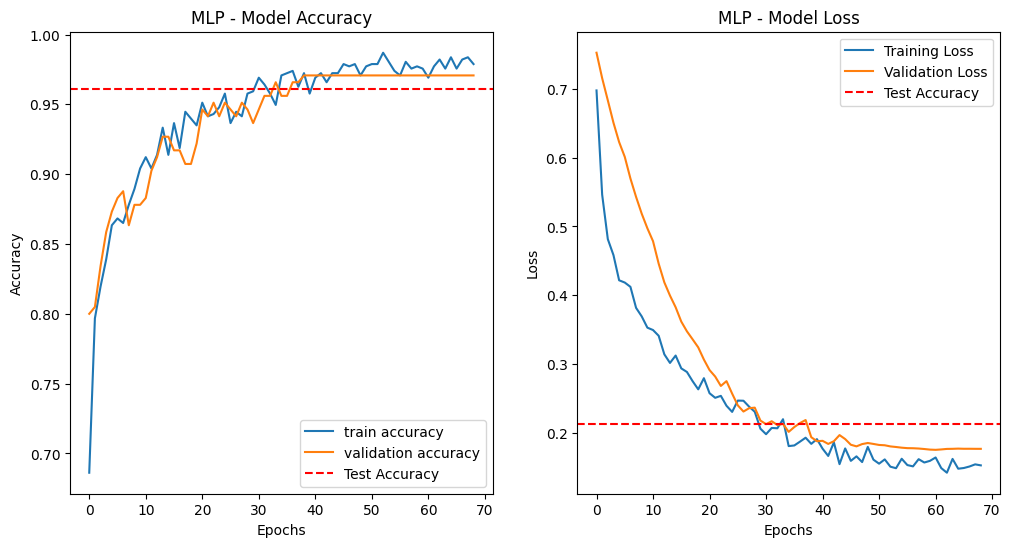 MLP - Model Accuracy
1.00
0.95
0.90
0.85
0.80
0.75
0.70
Accuracy
train accuracy
validation accuracy
Test Accuracy
0 10 20 30 40 50 60 70
Epochs
MLP - Model Loss
Training Loss
Validation Loss
Test Accuracy
0.7
0.6
0.5
0.4
0.3
0.2
Loss
0 10 20 30 40 50 60 70
Epochs